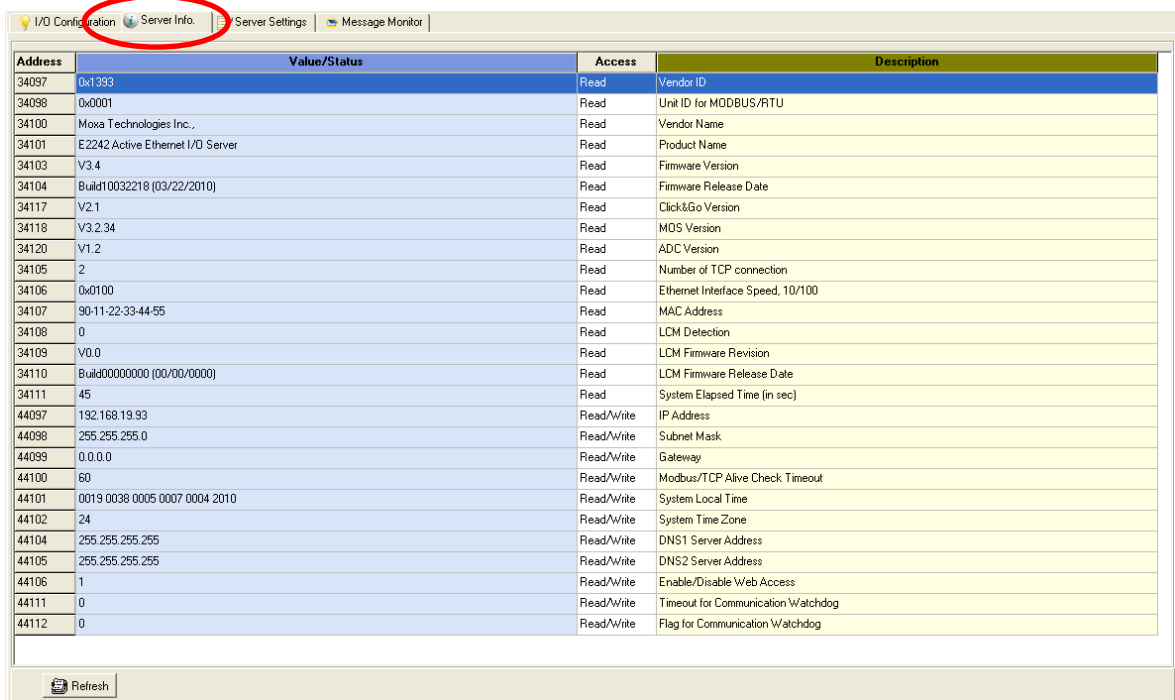 I/O Configuration Server Info. Server Settings Message Monitor
Address Value/Status Access Description
34097 0x1393 Read Vendor ID
34098 0x0001 Read Unit ID for MODBUS/RTU
34100 Moxa Technologies Inc., Read Vendor Name
34101 E2242 Active Ethernet I/O Server Read Product Name
34103 V3.4 Read Firmware Version
34104 Build10032218 (03/22/2010) Read Firmware Release Date
34117 V2.1 Read Click&Go Version
34118 V3.2.34 Read MOS Version
34120 V1.2 Read ADC Version
34105 2 Read Number of TCP connection
34106 0x0100 Read Ethernet Interface Speed, 10/100
34107 90-11-22-33-44-55 Read MAC Address
34108 0 Read LCM Detection
34109 V0.0 Read LCM Firmware Revision
34110 Build00000000 (00/00/0000) Read LCM Firmware Release Date
34111 45 Read System Elapsed Time (in sec)
44097 192.168.19.93 Read/Write IP Address
44098 255.255.255.0 Read/Write Subnet Mask
44099 0.0.0.0 Read/Write Gateway
44100 60 Read/Write Modbus/TCP Alive Check Timeout
44101 0019 0038 0005 0007 0004 2010 Read/Write System Local Time
44102 24 Read/Write System Time Zone
44104 255.255.255.255 Read/Write DNS1 Server Address
44105 255.255.255.255 Read/Write DNS2 Server Address
44106 1 Read/Write Enable/Disable Web Access
44111 0 Read/Write Timeout for Communication Watchdog
44112 0 Read/Write Flag for Communication Watchdog
Refresh